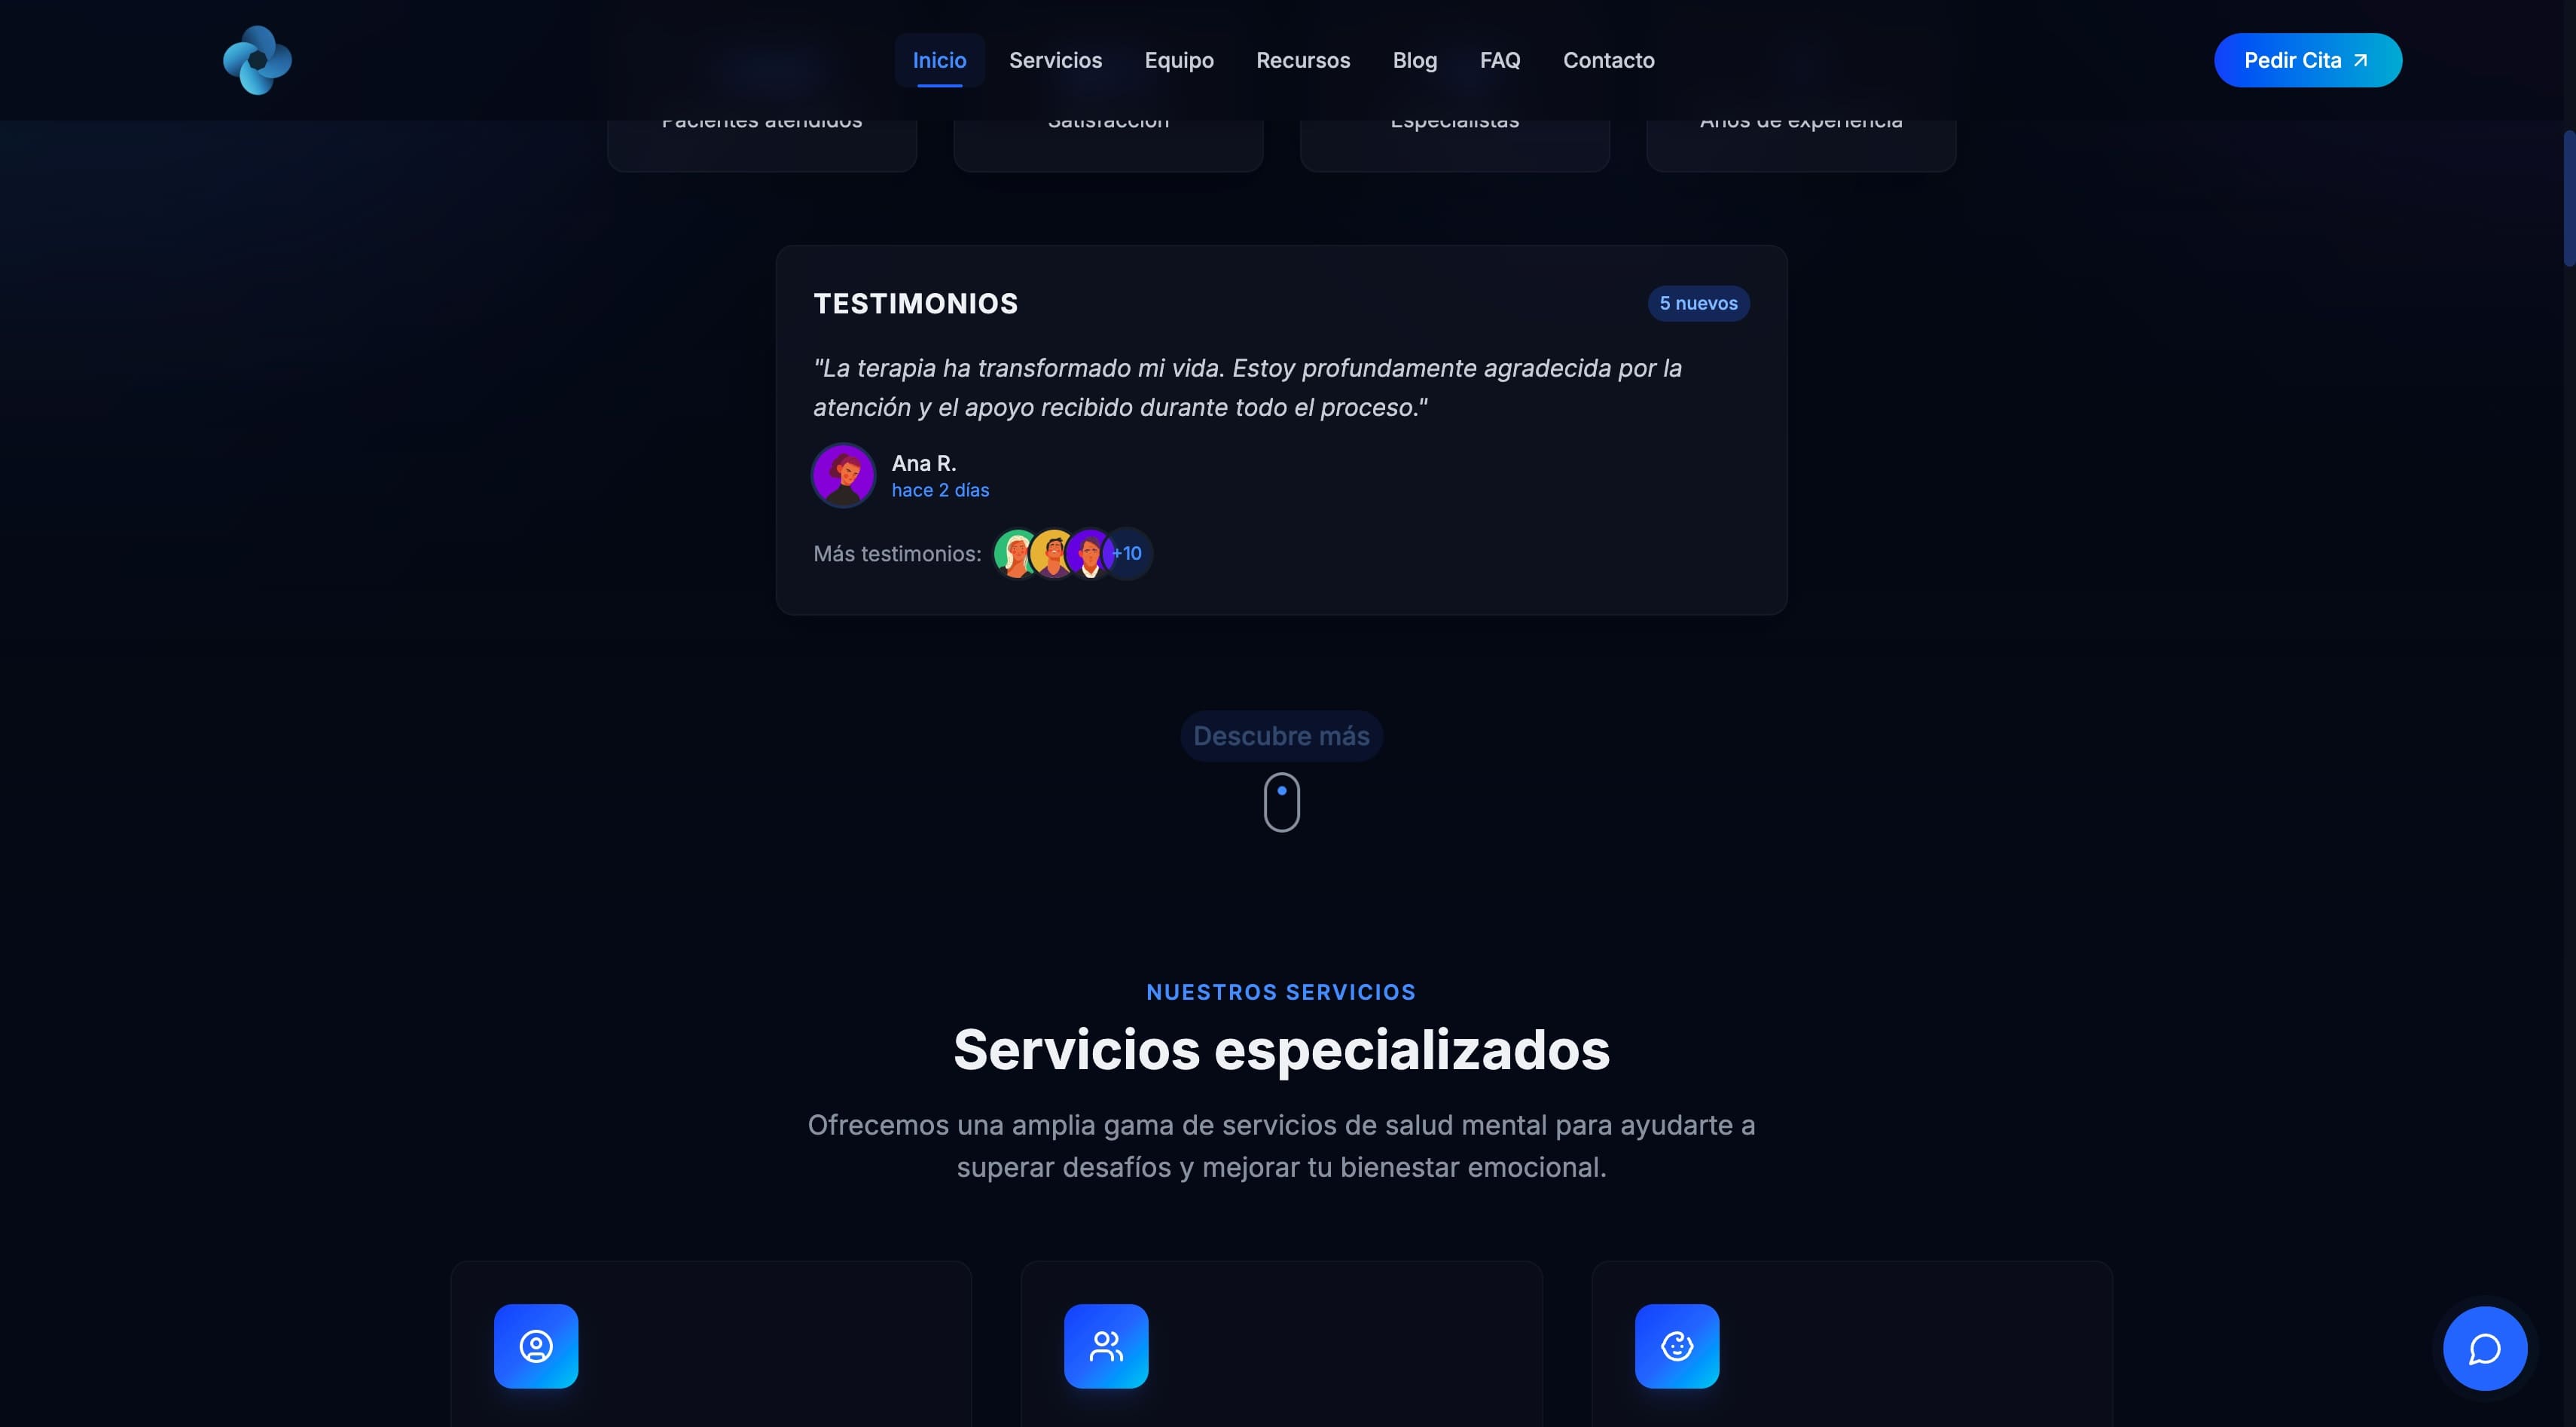 Inicio
Servicios
Equipo
Recursos
Blog
FAQ
Contacto
Pedir Cita
Pacientes atendidos
Satisfacción
Especialistas
Años de experiencia
TESTIMONIOS
5 nuevos
"La terapia ha transformado mi vida. Estoy profundamente agradecida por la
atención y el apoyo recibido durante todo el proceso."
Ana R.
hace 2 días
Más testimonios:
+10
Descubre más
NUESTROS SERVICIOS
Servicios especializados
Ofrecemos una amplia gama de servicios de salud mental para ayudarte a
superar desafíos y mejorar tu bienestar emocional.